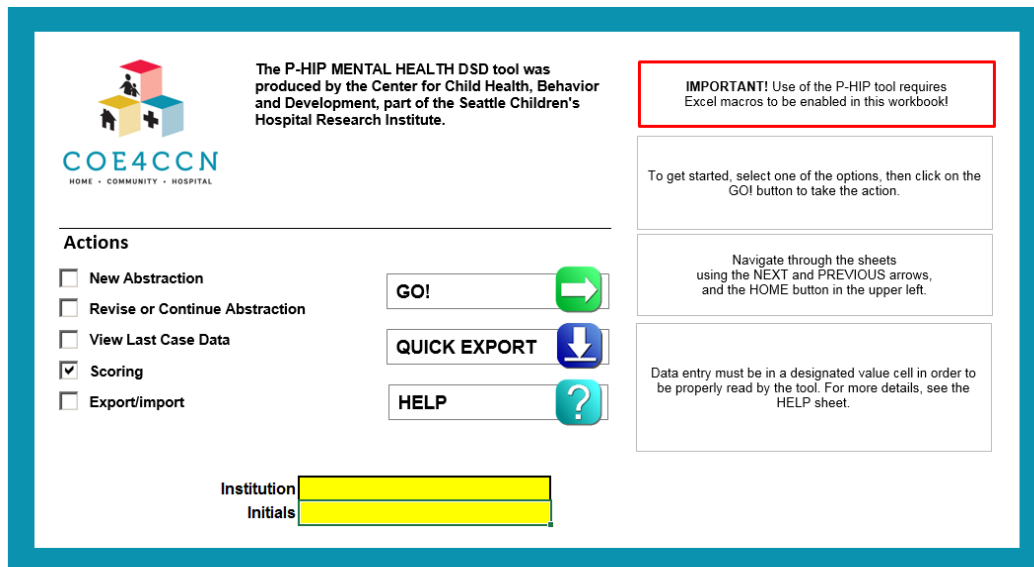 The P-HIP MENTAL HEALTH DSD tool was
produced by the Center for Child Health, Behavior
and Development, part of the Seattle Children's
Hospital Research Institute.
COE4CCN
HOME • COMMUNITY • HOSPITAL
IMPORTANT! Use of the P-HIP tool requires
Excel macros to be enabled in this workbook!
To get started, select one of the options, then click on the
GO! button to take the action.
Navigate through the sheets
using the NEXT and PREVIOUS arrows,
and the HOME button in the upper left.
Data entry must be in a designated value cell in order to
be properly read by the tool. For more details, see the
HELP sheet.
Actions
New Abstraction
Revise or Continue Abstraction
View Last Case Data
Scoring
Export/import
GO!
QUICK EXPORT
HELP
?
Institution
Initials